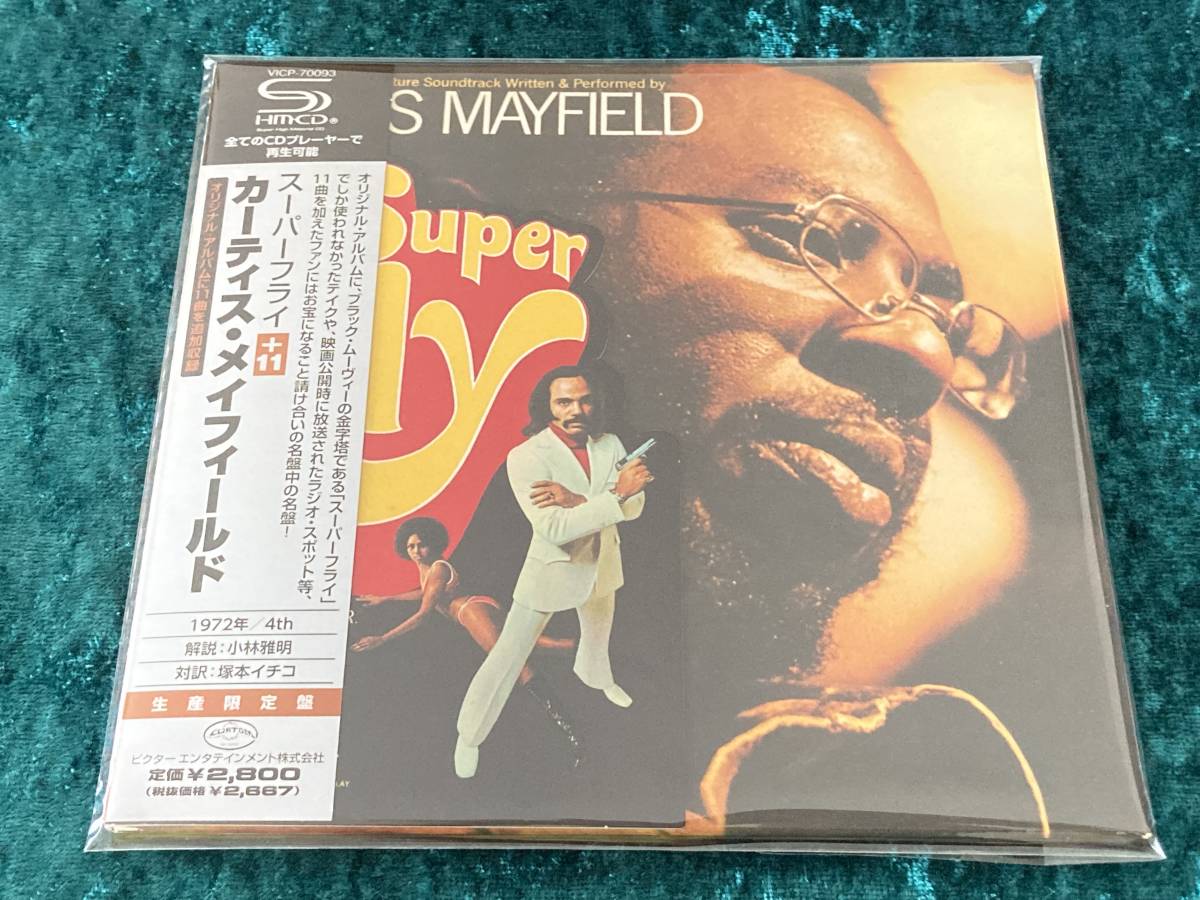 VICP-70093
HM-CD®
Super High Material CD
全てのCDプレーヤーで
再生可能
オリジナル・アルバムに、ブラック・ムーヴィーの金字塔である「スーパーフライ」
でしか使われなかったテイクや、映画公開時に放送されたラジオ・スポット等、
11曲を加えたファンにはお宝になること請け合いの名盤中の名盤!
スーパーフライ+11
カーティス・メイフィールド
オリジナル アルバムに11曲を追加収録
1972年/4th
解説:小林雅明
対訳:塚本イチコ
生産限定盤
CURTOM
ビクター エンタテインメント株式会社
定価 ¥2,800
(税抜価格 ¥2,667)
ture Soundtrack Written & Performed by
S MAYFIELD
Super
ly